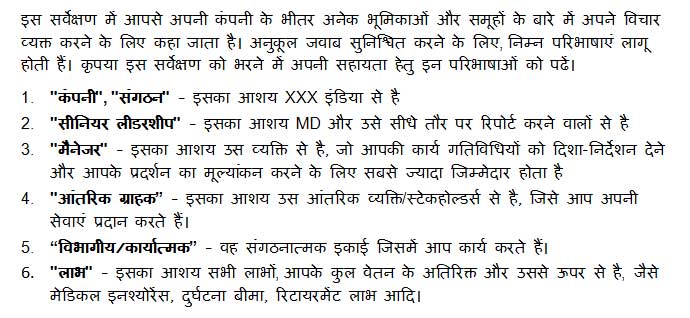 इस सर्वेक्षण में आपसे अपनी कंपनी के भीतर अनेक भूमिकाओं और समूहों के बारे में अपने विचार
व्यक्त करने के लिए कहा जाता है। अनुकूल जवाब सुनिश्चित करने के लिए, निम्न परिभाषाएं लागू
होती हैं। कृपया इस सर्वेक्षण को भरने में अपनी सहायता हेतु इन परिभाषाओं को पढें।
1. "कंपनी", "संगठन" - इसका आशय XXX इंडिया से है
2. "सीनियर लीडरशीप" - इसका आशय MD और उसे सीधे तौर पर रिपोर्ट करने वालों से है
3. "मैनेजर" - इसका आशय उस व्यक्ति से है, जो आपकी कार्य गतिविधियों को दिशा-निर्देशन देने
और आपके प्रदर्शन का मूल्यांकन करने के लिए सबसे ज्यादा जिम्मेदार होता है
4. "आंतरिक ग्राहक” - इसका आशय उस आंतरिक व्यक्ति/स्टेकहोल्डर्स से है, जिसे आप अपनी
सेवाएं प्रदान करते हैं।
5. “विभागीय/कार्यात्मक” - वह संगठनात्मक इकाई जिसमें आप कार्य करते हैं।
6. "लाभ" - इसका आशय सभी लाभों, आपके कुल वेतन के अतिरिक्त और उससे ऊपर से है, जैसे
मेडिकल इनश्योरेंस, दुर्घटना बीमा, रिटायरमेंट लाभ आदि।